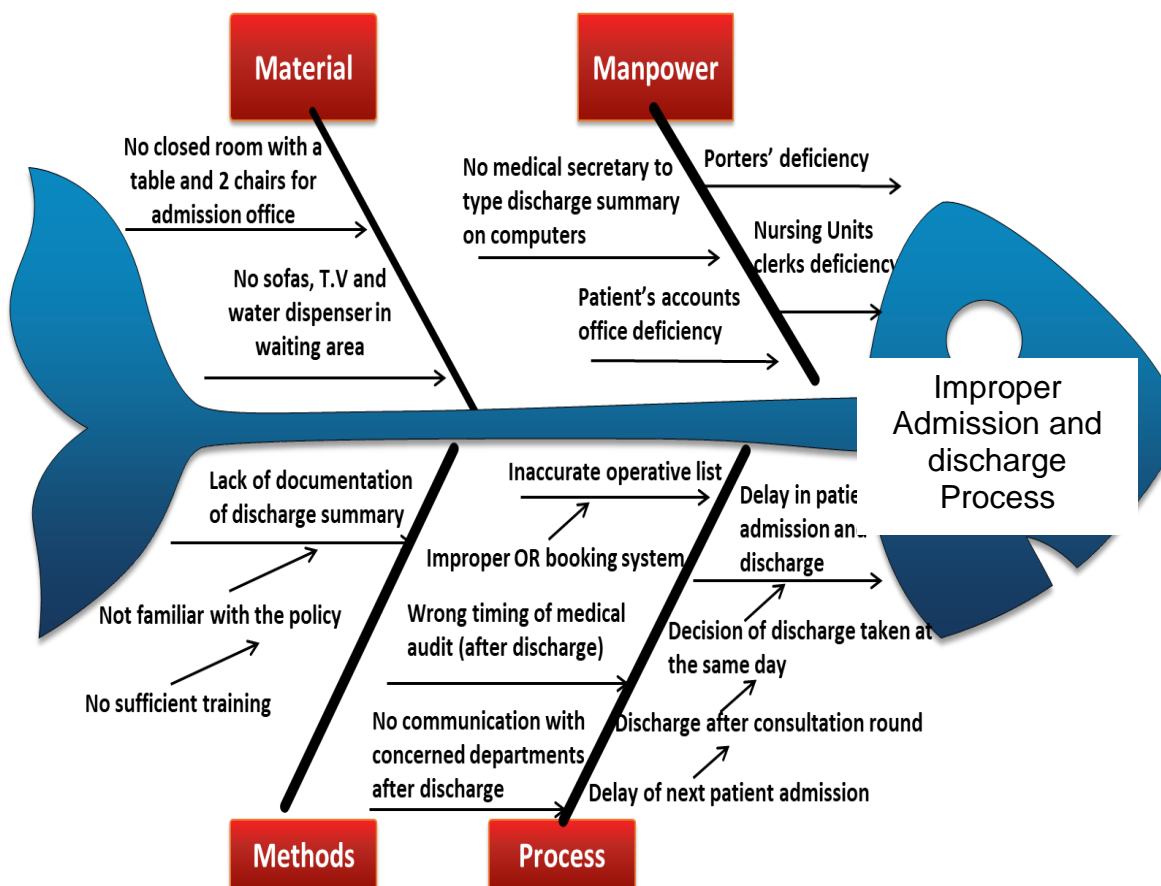 Material
No closed room with a
table and 2 chairs for
admission office
No sofas, T.V and
water dispenser in
waiting area
Manpower
No medical secretary to
type discharge summary
on computers
Patient's accounts
office deficiency
Porters' deficiency
Nursing Units
clerks deficiency
Improper
Admission and
discharge
Process
Lack of documentation
of discharge summary
Not familiar with the policy
No sufficient training
Methods
Inaccurate operative list
Improper OR booking system
Wrong timing of medical
audit (after discharge)
No communication with
concerned departments
after discharge
Delay in
admission and
discharge
Decision of discharge taken at
the same day
Discharge after consultation round
Delay of next patient admission
Process